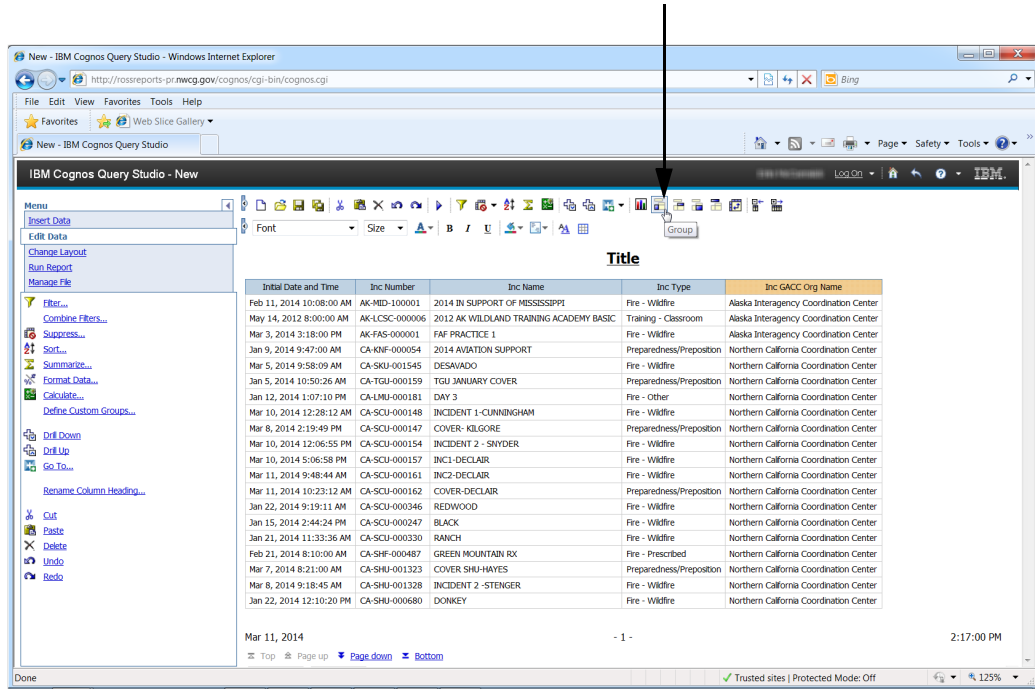 New - IBM Cognos Query Studio - Windows Internet Explorer
http://rossreports-pr.nwcg.gov/cognos/cgi-bin/cognos.cgi
Bing
File Edit View Favorites Tools Help
Favorites Web Slice Gallery
New - IBM Cognos Query Studio
Page Safety Tools
IBM Cognos Query Studio - New
Log On IBM.
Menu
Insert Data
Edit Data
Change Layout
Run Report
Manage File
Font Size A B I U
Group
Filter...
Combine Filters...
Suppress...
Sort...
Summarize...
Format Data...
Calculate...
Define Custom Groups...
Drill Down
Drill Up
Go To...
Rename Column Heading...
Cut
Paste
Delete
Undo
Redo
Title
Initial Date and Time Inc Number Inc Name Inc Type Inc GACC Org Name
Feb 11, 2014 10:08:00 AM AK-MID-100001 2014 IN SUPPORT OF MISSISSIPPI Fire - Wildfire Alaska Interagency Coordination Center
May 14, 2012 8:00:00 AM AK-LCSC-000006 2012 AK WILDLAND TRAINING ACADEMY BASIC Training - Classroom Alaska Interagency Coordination Center
Mar 3, 2014 3:18:00 PM AK-FAS-000001 FAF PRACTICE 1 Fire - Wildfire Alaska Interagency Coordination Center
Jan 9, 2014 9:47:00 AM CA-KNF-000054 2014 AVIATION SUPPORT Preparedness/Preposition Northern California Coordination Center
Mar 5, 2014 9:58:09 AM CA-SKU-001545 DESAVADO Fire - Wildfire Northern California Coordination Center
Jan 5, 2014 10:50:26 AM CA-TGU-000159 TGU JANUARY COVER Preparedness/Preposition Northern California Coordination Center
Jan 12, 2014 1:07:10 PM CA-LMU-000181 DAY 3 Fire - Other Northern California Coordination Center
Mar 10, 2014 12:28:12 AM CA-SCU-000148 INCIDENT 1-CUNNINGHAM Fire - Wildfire Northern California Coordination Center
Mar 8, 2014 2:19:49 PM CA-SCU-000147 COVER- KILGORE Preparedness/Preposition Northern California Coordination Center
Mar 10, 2014 12:06:55 PM CA-SCU-000154 INCIDENT 2 - SNYDER Fire - Wildfire Northern California Coordination Center
Mar 10, 2014 5:06:58 PM CA-SCU-000157 INC1-DECLAIR Fire - Wildfire Northern California Coordination Center
Mar 11, 2014 9:48:44 AM CA-SCU-000161 INC2-DECLAIR Fire - Wildfire Northern California Coordination Center
Mar 11, 2014 10:23:12 AM CA-SCU-000162 COVER-DECLAIR Preparedness/Preposition Northern California Coordination Center
Jan 22, 2014 9:19:11 AM CA-SCU-000346 REDWOOD Fire - Wildfire Northern California Coordination Center
Jan 15, 2014 2:44:24 PM CA-SCU-000247 BLACK Fire - Wildfire Northern California Coordination Center
Jan 21, 2014 11:33:36 AM CA-SCU-000330 RANCH Fire - Wildfire Northern California Coordination Center
Feb 21, 2014 8:10:00 AM CA-SHF-000487 GREEN MOUNTAIN RX Fire - Prescribed Northern California Coordination Center
Mar 7, 2014 8:21:00 AM CA-SHU-001323 COVER SHU-HAYES Preparedness/Preposition Northern California Coordination Center
Mar 8, 2014 9:18:45 AM CA-SHU-001328 INCIDENT 2 -STENGER Fire - Wildfire Northern California Coordination Center
Jan 22, 2014 12:10:20 PM CA-SHU-000680 DONKEY Fire - Wildfire Northern California Coordination Center
Mar 11, 2014 - 1 - 2:17:00 PM
Top Page up Page down Bottom
Done Trusted sites | Protected Mode: Off 125%